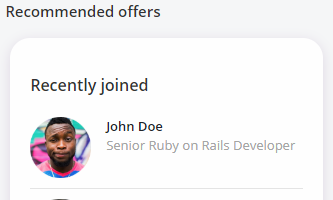 Recommended offers
Recently joined
John Doe
Senior Ruby on Rails Developer